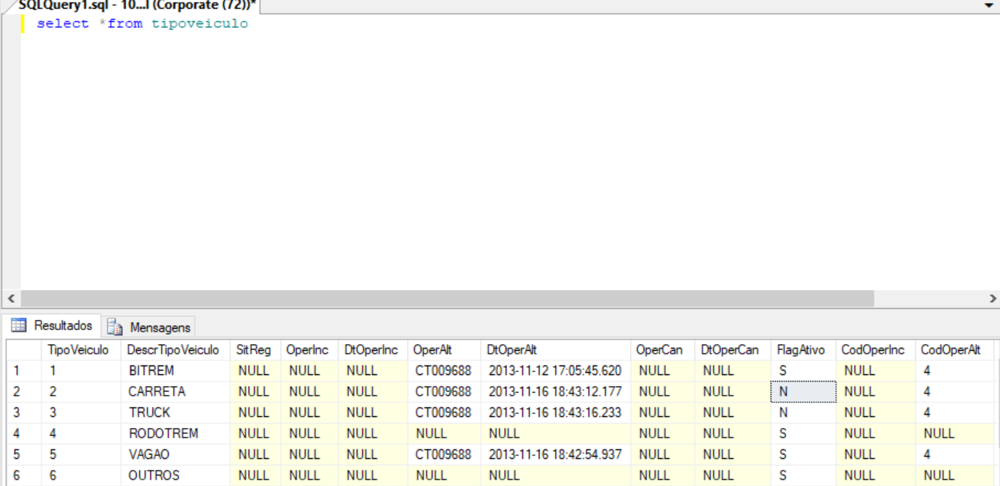 SQLQuery1.sql - 10...l (Corporate (72))*
select *from tipoveiculo
Resultados Mensagens
TipoVeiculo DescrTipoVeiculo SitReg OperInc DtOperInc OperAlt DtOperAlt OperCan DtOperCan FlagAtivo CodOperInc CodOperAlt
1 1 BITREM NULL NULL NULL CT009688 2013-11-12 17:05:45.620 NULL NULL S NULL 4
2 2 CARRETA NULL NULL NULL CT009688 2013-11-16 18:43:12.177 NULL NULL N NULL 4
3 3 TRUCK NULL NULL NULL CT009688 2013-11-16 18:43:16.233 NULL NULL N NULL 4
4 4 RODOTREM NULL NULL NULL NULL NULL NULL NULL S NULL NULL
5 5 VAGAO NULL NULL NULL CT009688 2013-11-16 18:42:54.937 NULL NULL S NULL 4
6 6 OUTROS NULL NULL NULL NULL NULL NULL NULL S NULL NULL